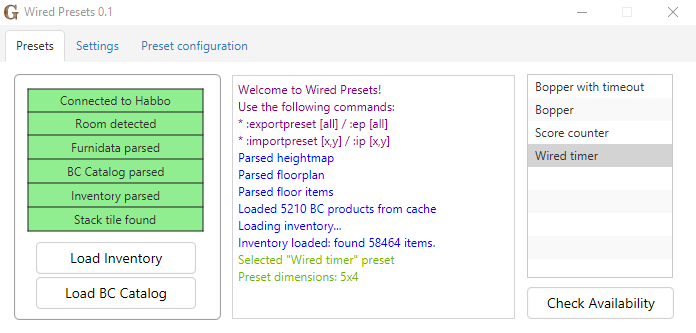 G Wired Presets 0.1
Presets Settings Preset configuration
Connected to Habbo
Room detected
Furnidata parsed
BC Catalog parsed
Inventory parsed
Stack tile found
Load Inventory
Load BC Catalog
Welcome to Wired Presets!
Use the following commands:
* :exportpreset [all] / :ep [all]
* :importpreset [x,y] / :ip [x,y]
Parsed heightmap
Parsed floorplan
Parsed floor items
Loaded 5210 BC products from cache
Loading inventory...
Inventory loaded: found 58464 items.
Selected "Wired timer" preset
Preset dimensions: 5x4
Bopper with timeout
Bopper
Score counter
Wired timer
Check Availability